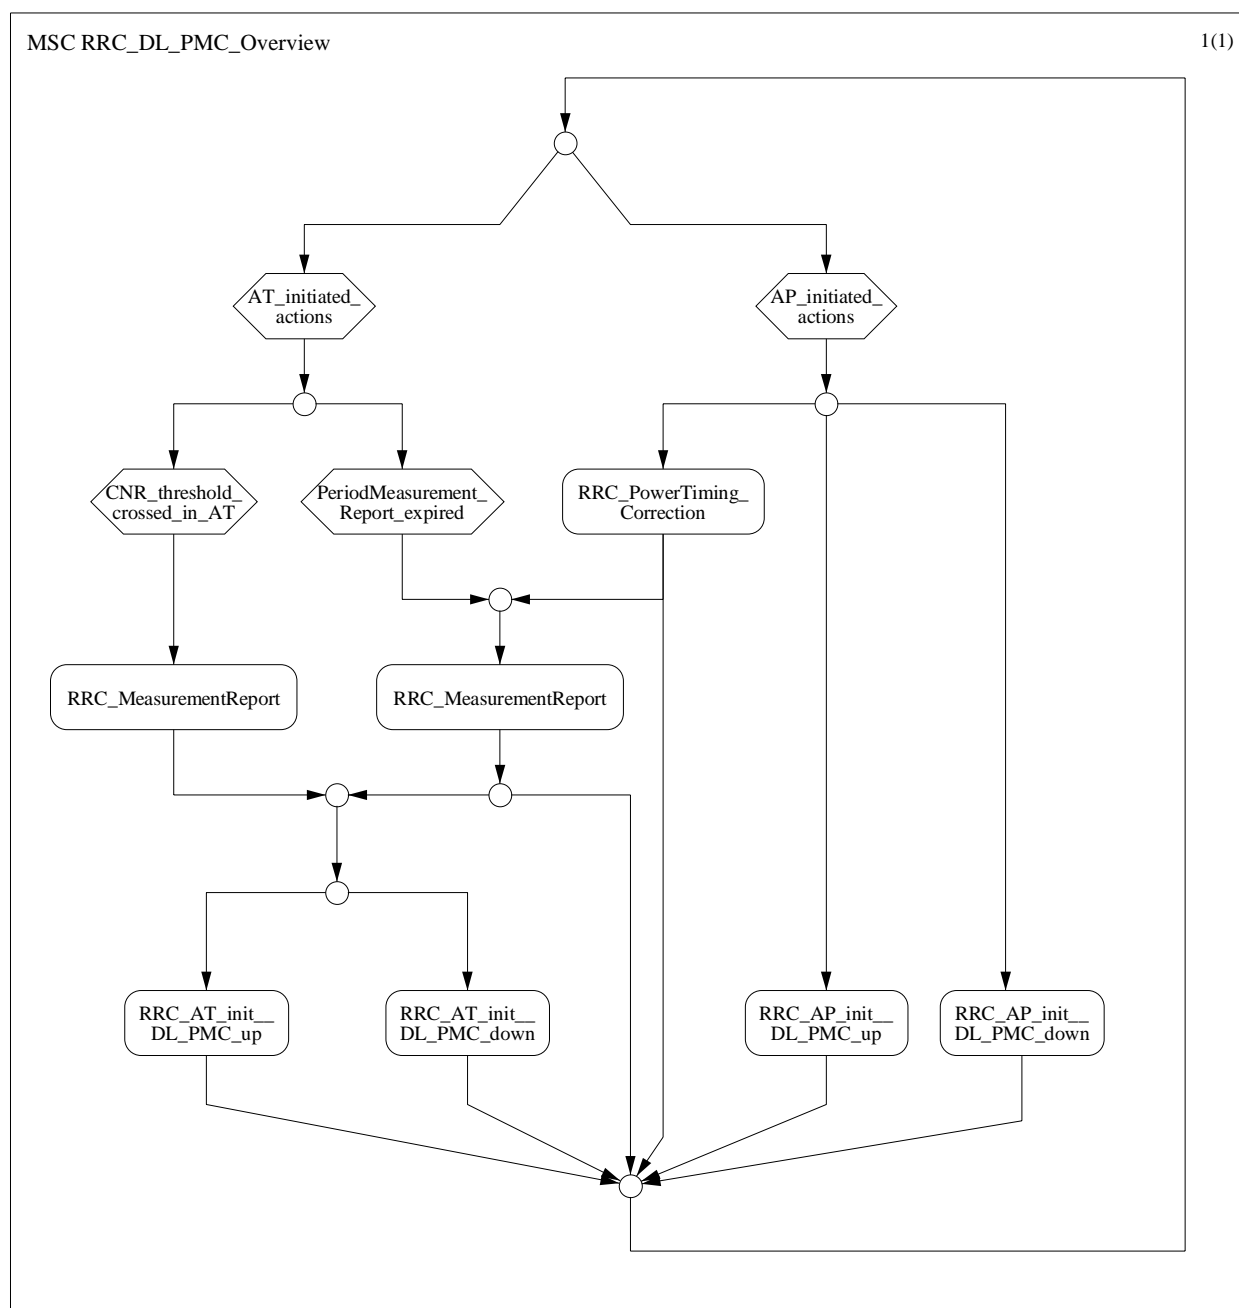 MSC RRC_DL_PMC_Overview
1(1)
AT_initiated_
actions
AP_initiated_
actions
CNR_threshold_
crossed_in_AT
PeriodMeasurement_
Report_expired
RRC_PowerTiming_
Correction
RRC_MeasurementReport
RRC_MeasurementReport
RRC_AT_init__
DL_PMC_up
RRC_AT_init__
DL_PMC_down
RRC_AP_init__
DL_PMC_up
RRC_AP_init__
DL_PMC_down